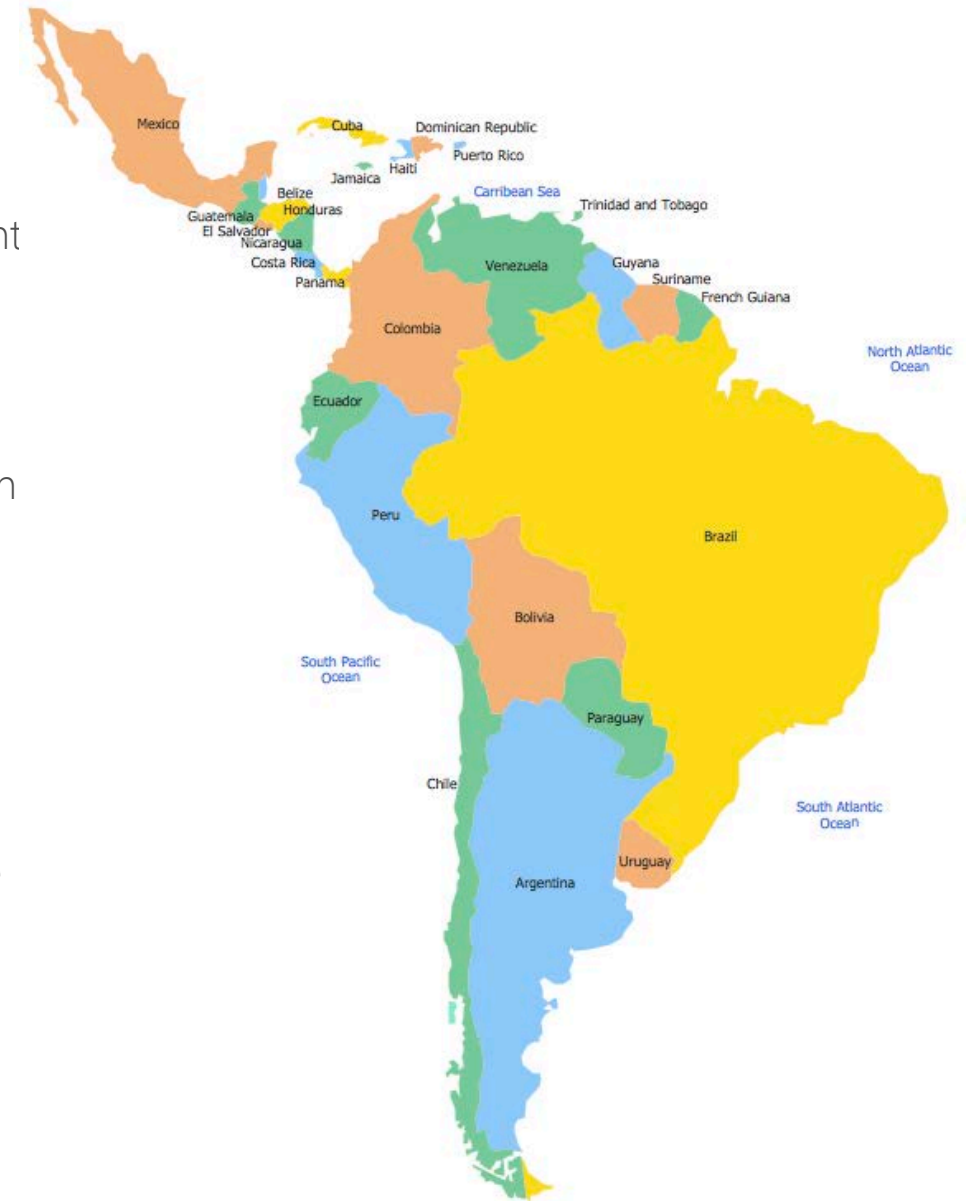 Mexico
Cuba
Dominican Republic
Haiti
Puerto Rico
Jamaica
Carribean Sea
Belize
Trinidad and Tobago
Guatemala
Honduras
El Salvador
Nicaragua
Costa Rica
Panama
Venezuela
Guyana
Suriname
French Guiana
Colombia
North Atlantic
Ocean
Ecuador
Peru
Brazil
Bolivia
South Pacific
Ocean
Paraguay
Chile
South Atlantic
Ocean
Uruguay
Argentina